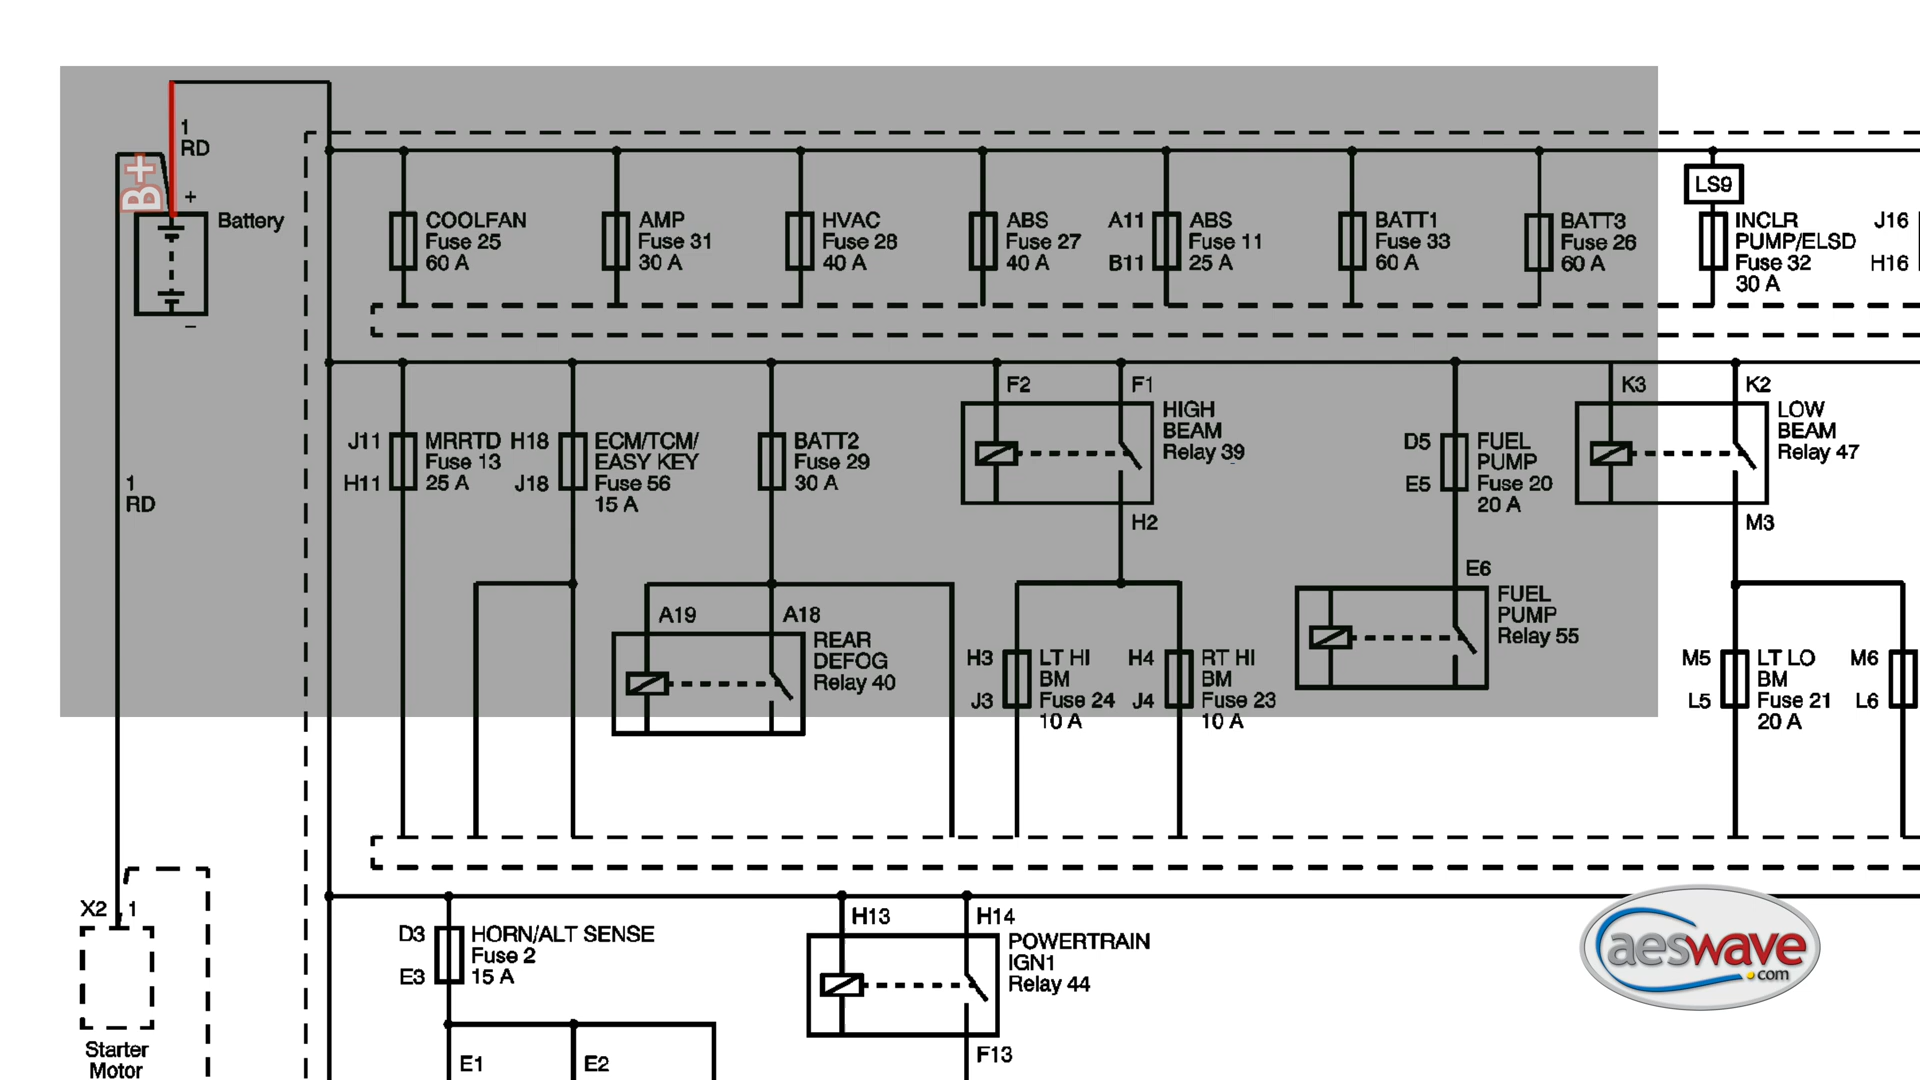 1
RD
B+
+
Battery
−
COOLFAN
Fuse 25
60 A
AMP
Fuse 31
30 A
HVAC
Fuse 28
40 A
ABS
Fuse 27
40 A
A11
B11
ABS
Fuse 11
25 A
BATT1
Fuse 33
60 A
BATT3
Fuse 26
60 A
LS9
INCLR
PUMP/ELSD
Fuse 32
30 A
J16
H16
1
RD
J11
H11
MRRTD
Fuse 13
25 A
H18
J18
ECM/TCM/
EASY KEY
Fuse 56
15 A
BATT2
Fuse 29
30 A
F2
F1
HIGH
BEAM
Relay 39
H2
D5
E5
FUEL
PUMP
Fuse 20
20 A
K3
K2
LOW
BEAM
Relay 47
M3
A19
A18
REAR
DEFOG
Relay 40
H3
J3
LT HI
BM
Fuse 24
10 A
H4
J4
RT HI
BM
Fuse 23
10 A
E6
FUEL
PUMP
Relay 55
M5
L5
LT LO
BM
Fuse 21
20 A
M6
L6
X2
1
Starter
Motor
D3
E3
HORN/ALT SENSE
Fuse 2
15 A
E1
E2
H13
H14
POWERTRAIN
IGN1
Relay 44
F13
aeswave
.com